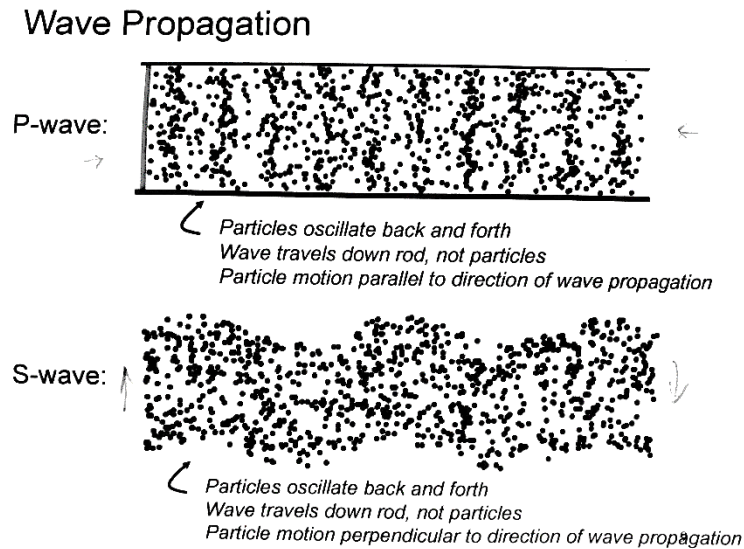 Wave Propagation
P-wave:
Particles oscillate back and forth
Wave travels down rod, not particles
Particle motion parallel to direction of wave propagation
S-wave:
Particles oscillate back and forth
Wave travels down rod, not particles
Particle motion perpendicular to direction of wave propagation